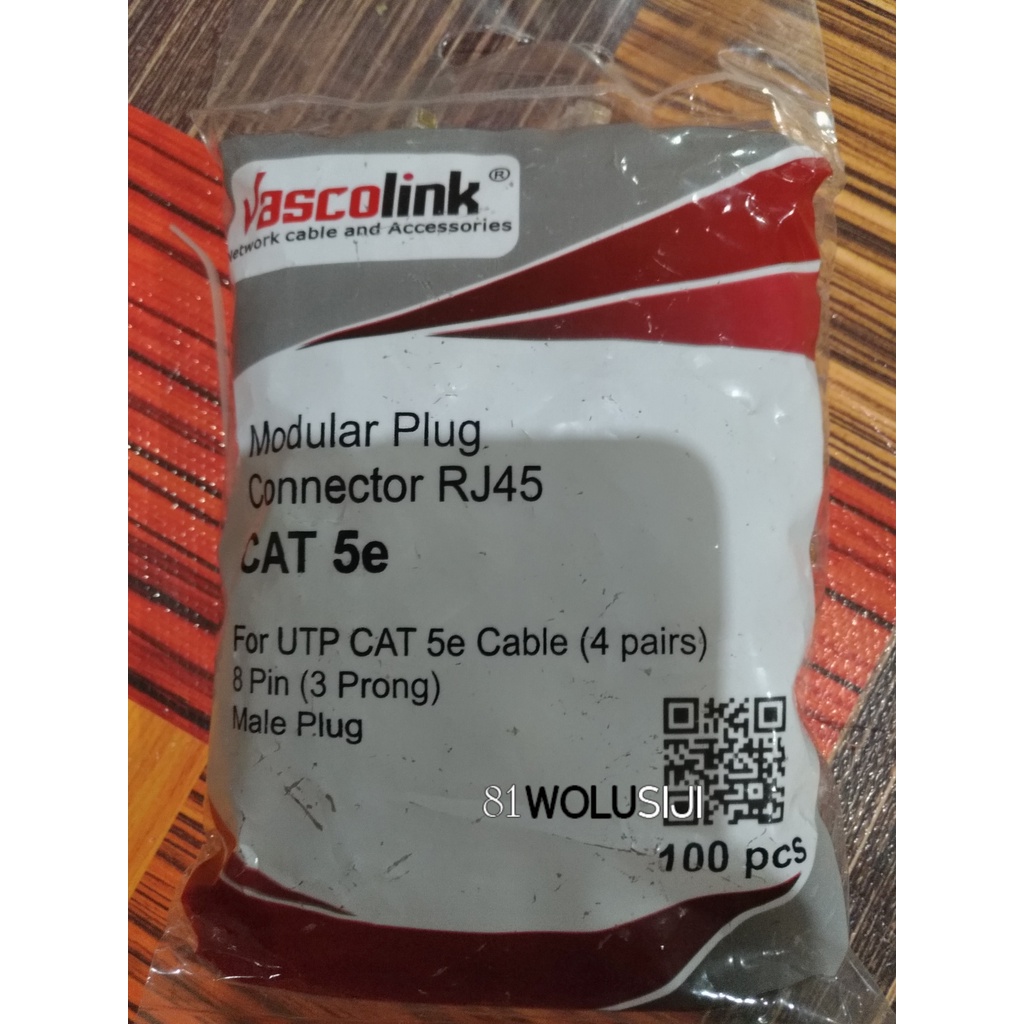 Vascolink ®
Network cable and Accessories
Modular Plug
Connector RJ45
CAT 5e
For UTP CAT 5e Cable (4 pairs)
8 Pin (3 Prong)
Male Plug
81WOLUSIJI
100 pcs